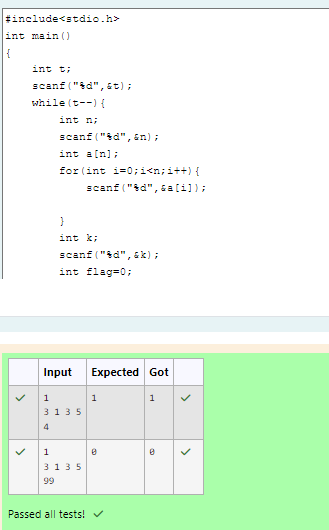 #include<stdio.h>
int main()
{
int t;
scanf("%d",&t);
while(t--){
int n;
scanf("%d",&n);
int a[n];
for(int i=0;i<n;i++){
scanf("%d",&a[i]);
}
int k;
scanf("%d",&k);
int flag=0;
Input Expected Got
✓ 1 1 1 ✓
3 1 3 5
4
✓ 1 0 0 ✓
3 1 3 5
99
Passed all tests! ✓